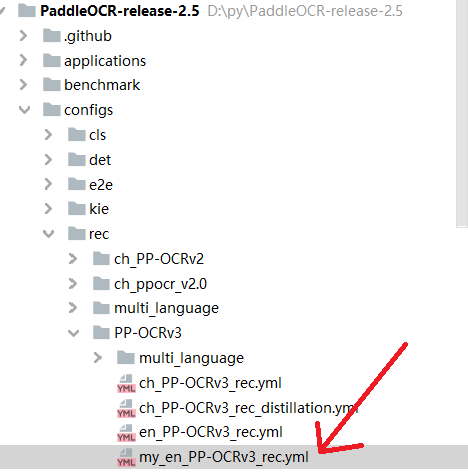 PaddleOCR-release-2.5 D:\py\PaddleOCR-release-2.5
.github
applications
benchmark
configs
cls
det
e2e
kie
rec
ch_PP-OCRv2
ch_ppocr_v2.0
multi_language
PP-OCRv3
multi_language
YML ch_PP-OCRv3_rec.yml
YML ch_PP-OCRv3_rec_distillation.yml
YML en_PP-OCRv3_rec.yml
YML my_en_PP-OCRv3_rec.yml